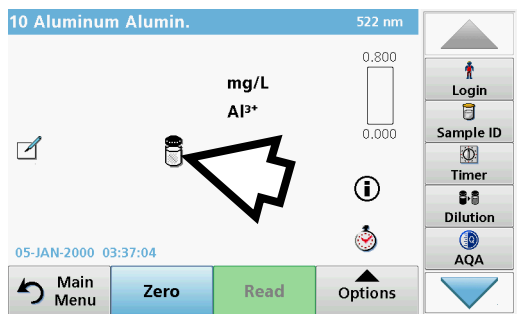 10 Aluminum Alumin. 522 nm
0.800
mg/L
Al³⁺
0.000
05-JAN-2000 03:37:04
Main Menu
Zero
Read
Options
Login
Sample ID
Timer
Dilution
AQA